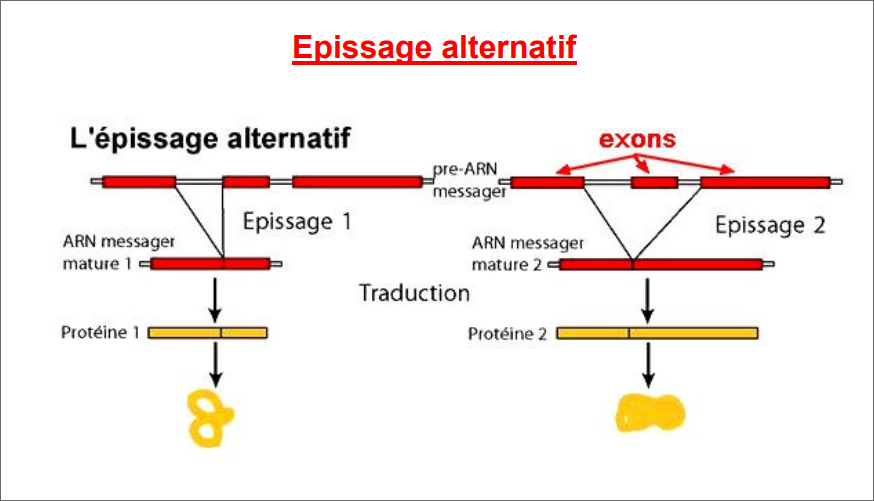 Epissage alternatif
L'épissage alternatif
exons
pre-ARN
messager
Epissage 1
Epissage 2
ARN messager
mature 1
ARN messager
mature 2
Traduction
Protéine 1
Protéine 2